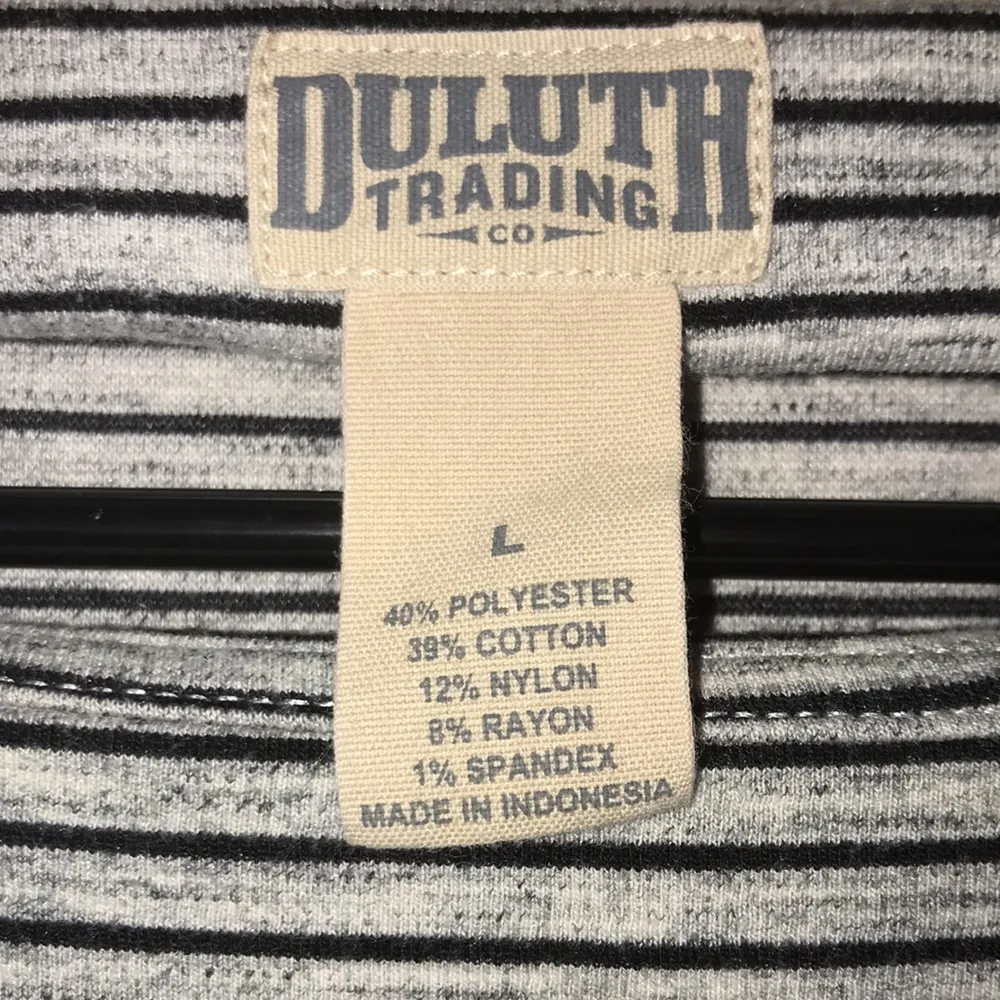 DULUTH
TRADING
CO
L
40% POLYESTER
39% COTTON
12% NYLON
8% RAYON
1% SPANDEX
MADE IN INDONESIA